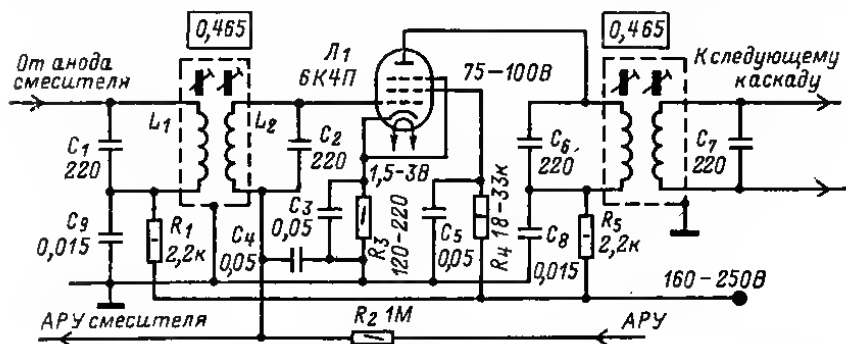 0,465
0,465
От анода
смесителя
Л1
6К4П
75-100В
К следующему
каскаду
L1
L2
C1
220
C2
220
C6
220
C7
220
1,5-3В
C9
0,015
R1
2,2к
C4
0,05
C3
0,05
R3
120-220
C5
0,05
R4 18-33к
C8
0,015
R5
2,2к
160-250В
АРУ смесителя
R2 1М
АРУ